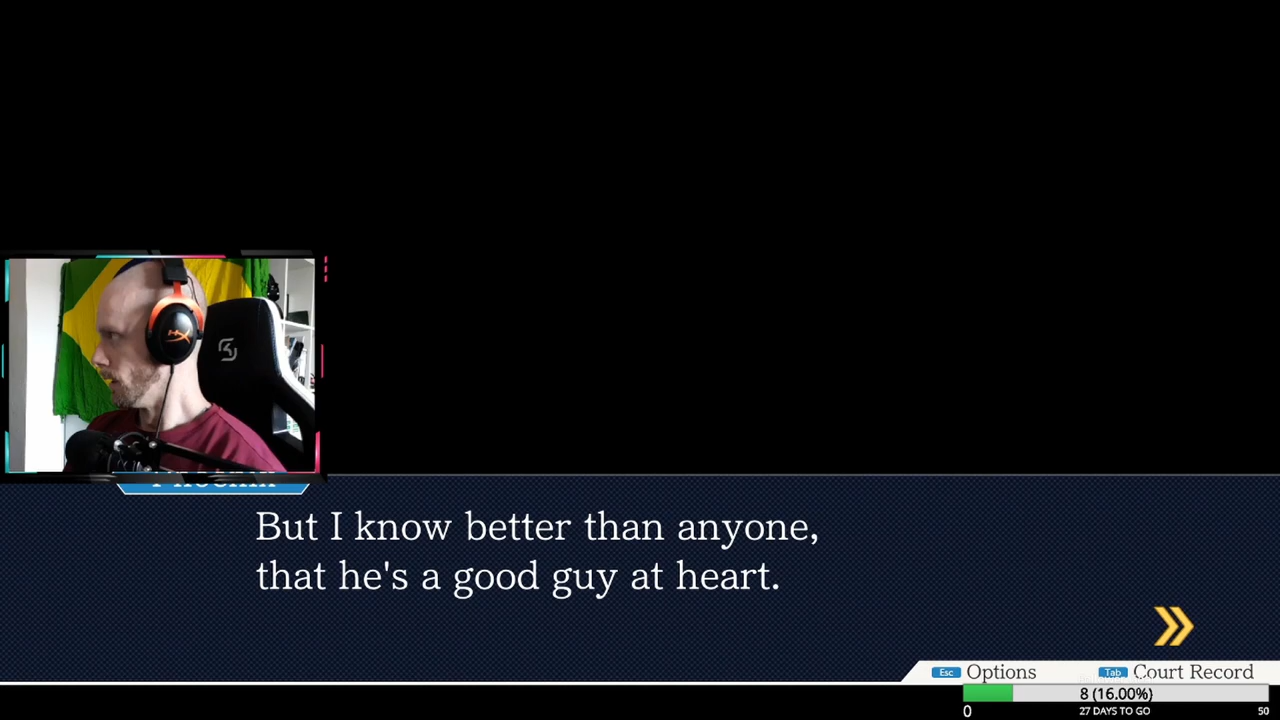 Phoenix
But I know better than anyone,
that he's a good guy at heart.
Esc Options Tab Court Record
8 (16.00%)
0 27 DAYS TO GO 50